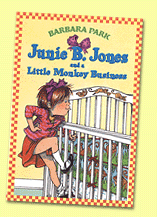 BARBARA PARK
Junie B. Jones
and a
Little Monkey Business